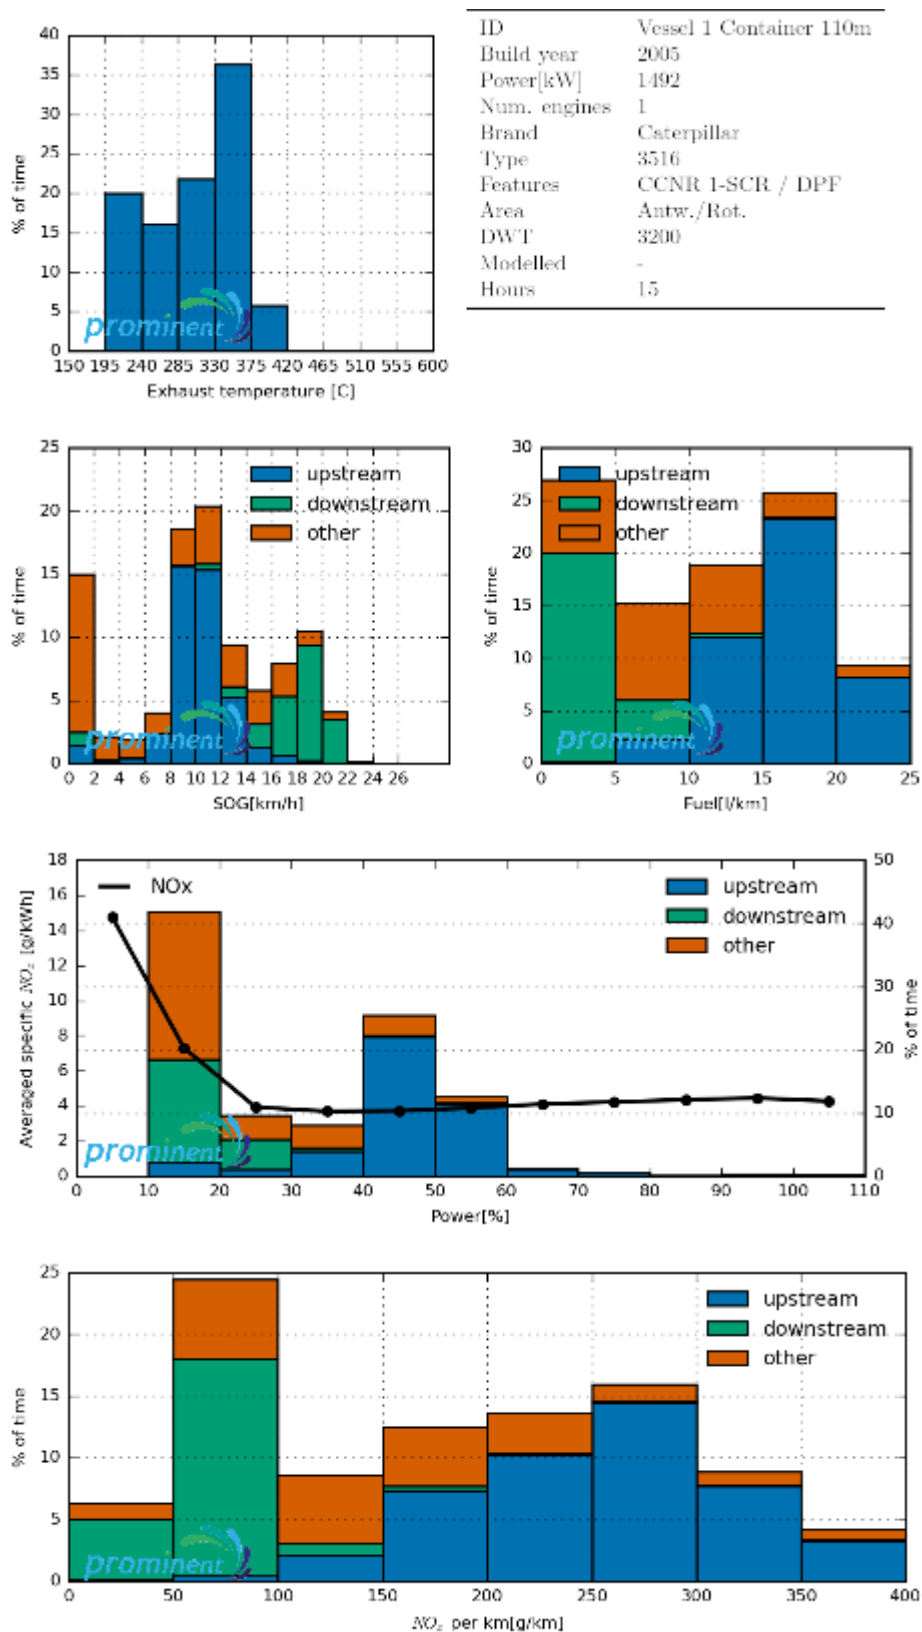 40
35
30
25
20
15
10
5
0
% of time
150 195 240 285 330 375 420 465 510 555 600
Exhaust temperature [C]
prominent
ID Vessel 1 Container 110m
Build year 2005
Power[kW] 1492
Num. engines 1
Brand Caterpillar
Type 3516
Features CCNR 1-SCR / DPF
Area Antw./Rot.
DWT 3200
Modelled -
Hours 15
25
20
15
10
5
0
% of time
upstream
downstream
other
prominent
0 2 4 6 8 10 12 14 16 18 20 22 24 26
SOG[km/h]
30
25
20
15
10
5
0
% of time
upstream
downstream
other
prominent
0 5 10 15 20 25
Fuel[l/km]
18
16
14
12
10
8
6
4
2
0
Averaged specific NOx [g/kWh]
NOx
upstream
downstream
other
50
40
30
20
10
0
% of time
prominent
0 10 20 30 40 50 60 70 80 90 100 110
Power[%]
25
20
15
10
5
0
% of time
upstream
downstream
other
prominent
0 50 100 150 200 250 300 350 400
NOx per km[g/km]